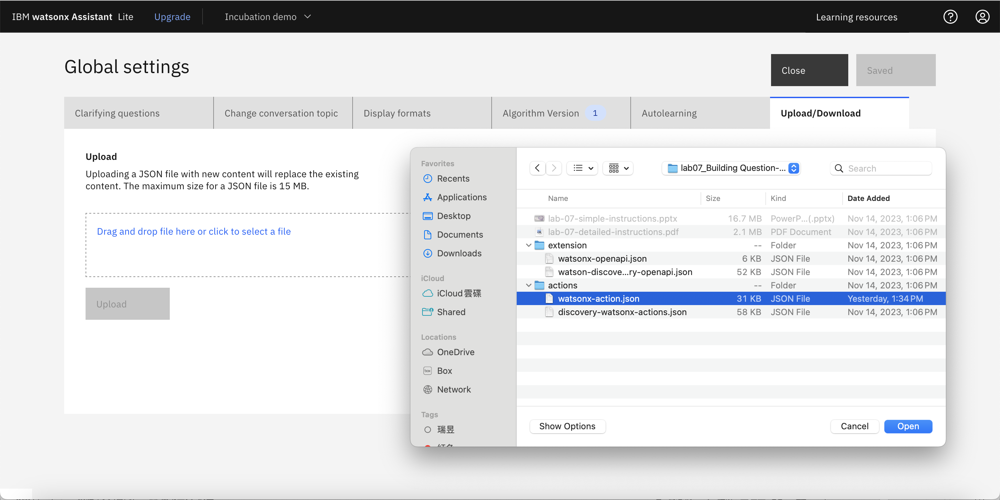 IBM watsonx Assistant Lite Upgrade Incubation demo Learning resources
Global settings
Close Saved
Clarifying questions Change conversation topic Display formats Algorithm Version 1 Autolearning Upload/Download
Upload
Uploading a JSON file with new content will replace the existing
content. The maximum size for a JSON file is 15 MB.
Drag and drop file here or click to select a file
Upload
Favorites
Recents
Applications
Desktop
Documents
Downloads
iCloud
iCloud雲碟
Shared
Locations
OneDrive
box Box
Network
Tags
瑞昱
lab07_Building Question-... Search
Name Size Kind Date Added
lab-07-simple-instructions.pptx 16.7 MB PowerP...(.pptx) Nov 14, 2023, 1:06 PM
lab-07-detailed-instructions.pdf 2.1 MB PDF Document Nov 14, 2023, 1:06 PM
extension -- Folder Nov 14, 2023, 1:06 PM
watsonx-openapi.json 6 KB JSON File Nov 14, 2023, 1:06 PM
watson-discove...ry-openapi.json 52 KB JSON File Nov 14, 2023, 1:06 PM
actions -- Folder Nov 14, 2023, 1:06 PM
watsonx-action.json 31 KB JSON File Yesterday, 1:34 PM
discovery-watsonx-actions.json 58 KB JSON File Nov 14, 2023, 1:06 PM
Show Options Cancel Open